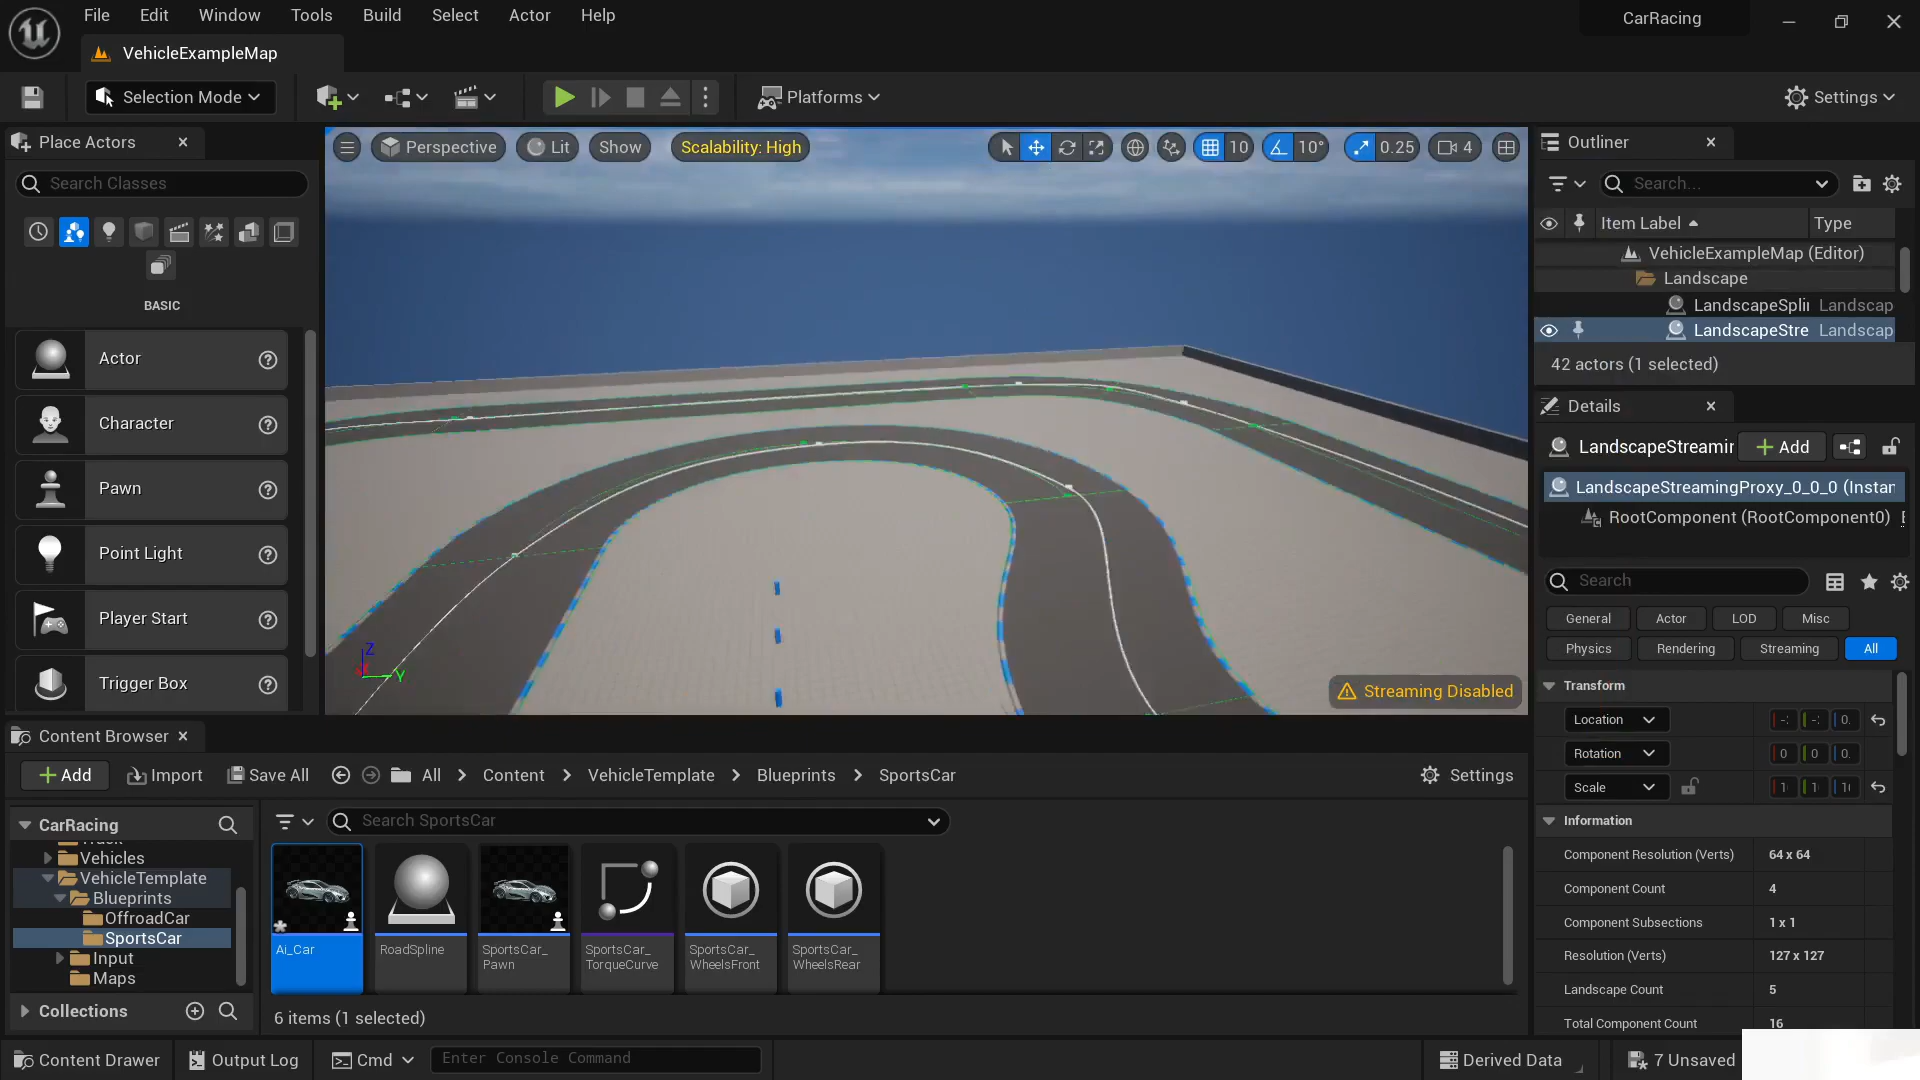 File Edit Window Tools Build Select Actor Help
CarRacing
VehicleExampleMap
Selection Mode
Platforms
Settings
Place Actors
Search Classes
BASIC
Actor
Character
Pawn
Point Light
Player Start
Trigger Box
Perspective
Lit
Show
Scalability: High
10
10°
0.25
4
Z
Y
Streaming Disabled
Outliner
Search...
Item Label
Type
VehicleExampleMap (Editor)
Landscape
LandscapeSpli Landscap
LandscapeStre Landscap
42 actors (1 selected)
Details
LandscapeStreamir
Add
LandscapeStreamingProxy_0_0_0 (Instar
RootComponent (RootComponent0)
Search
General Actor LOD Misc
Physics Rendering Streaming All
Transform
Location
Rotation 0 0 0.
Scale
Information
Component Resolution (Verts) 64 x 64
Component Count 4
Component Subsections 1 x 1
Resolution (Verts) 127 x 127
Landscape Count 5
Total Component Count 16
Content Browser
Add
Import
Save All
All Content VehicleTemplate Blueprints SportsCar
Settings
CarRacing
Vehicles
VehicleTemplate
Blueprints
OffroadCar
SportsCar
Input
Maps
Collections
Search SportsCar
Ai_Car
RoadSpline
SportsCar_
Pawn
SportsCar_
TorqueCurve
SportsCar_
WheelsFront
SportsCar_
WheelsRear
6 items (1 selected)
Content Drawer
Output Log
Cmd
Enter Console Command
Derived Data
7 Unsaved